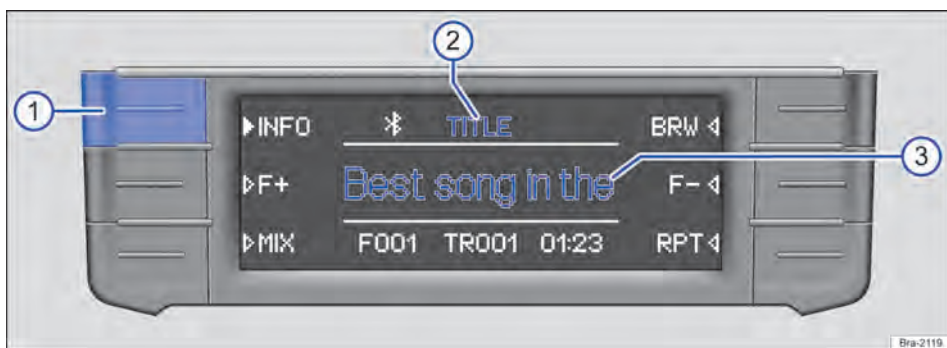 1
2
3
INFO TITLE BRW
F+ Best song in the F-
MIX F001 TR001 01:23 RPT
Bra-2119